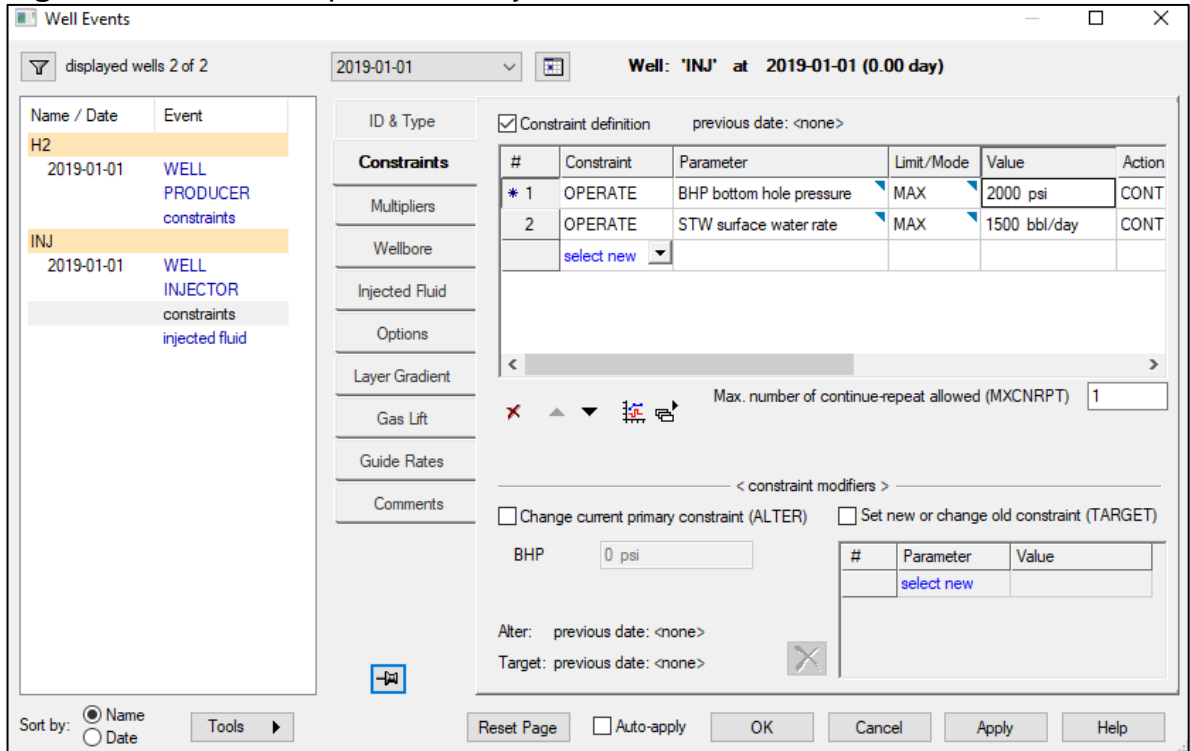 Well Events
displayed wells 2 of 2
2019-01-01
Well: 'INJ' at 2019-01-01 (0.00 day)
Name / Date Event
H2
2019-01-01 WELL
PRODUCER
constraints
INJ
2019-01-01 WELL
INJECTOR
constraints
injected fluid
ID & Type
Constraints
Multipliers
Wellbore
Injected Fluid
Options
Layer Gradient
Gas Lift
Guide Rates
Comments
Constraint definition previous date: <none>
# Constraint Parameter Limit/Mode Value Action
* 1 OPERATE BHP bottom hole pressure MAX 2000 psi CONT
2 OPERATE STW surface water rate MAX 1500 bbl/day CONT
select new
Max. number of continue-repeat allowed (MXCNRPT) 1
< constraint modifiers >
Change current primary constraint (ALTER) Set new or change old constraint (TARGET)
BHP 0 psi
# Parameter Value
select new
Alter: previous date: <none>
Target: previous date: <none>
Sort by: Name
Date
Tools
Reset Page Auto-apply OK Cancel Apply Help